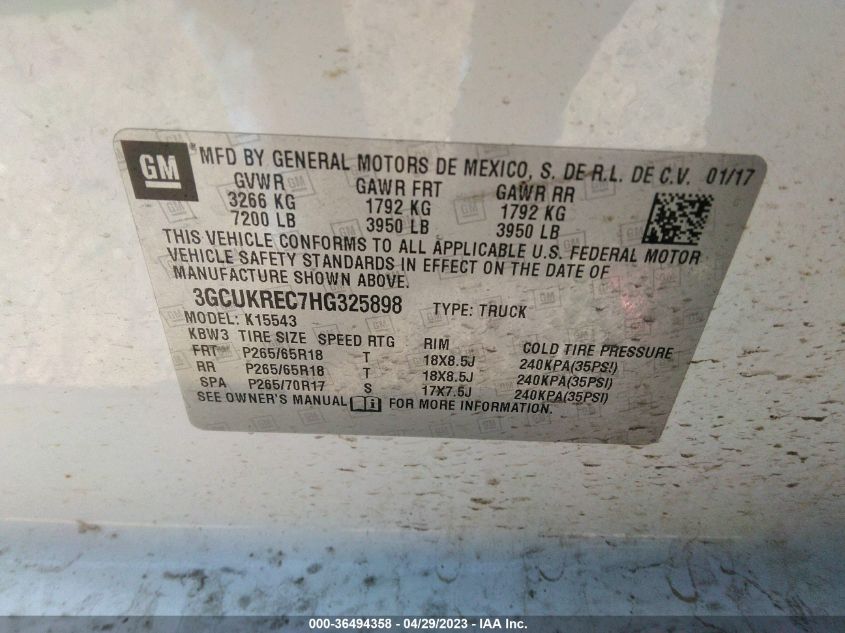 GM ® MFD BY GENERAL MOTORS DE MEXICO, S. DE R.L. DE C.V. 01/17
GVWR GAWR FRT GAWR RR
3266 KG 1792 KG 1792 KG
7200 LB 3950 LB 3950 LB
THIS VEHICLE CONFORMS TO ALL APPLICABLE U.S. FEDERAL MOTOR
VEHICLE SAFETY STANDARDS IN EFFECT ON THE DATE OF
MANUFACTURE SHOWN ABOVE.
3GCUKREC7HG325898 TYPE: TRUCK
MODEL: K15543
KBW3 TIRE SIZE SPEED RTG RIM COLD TIRE PRESSURE
FRT P265/65R18 T 18X8.5J 240KPA(35PSI)
RR P265/65R18 T 18X8.5J 240KPA(35PSI)
SPA P265/70R17 S 17X7.5J 240KPA(35PSI)
SEE OWNER'S MANUAL FOR MORE INFORMATION.
000-36494358 - 04/29/2023 - IAA Inc.